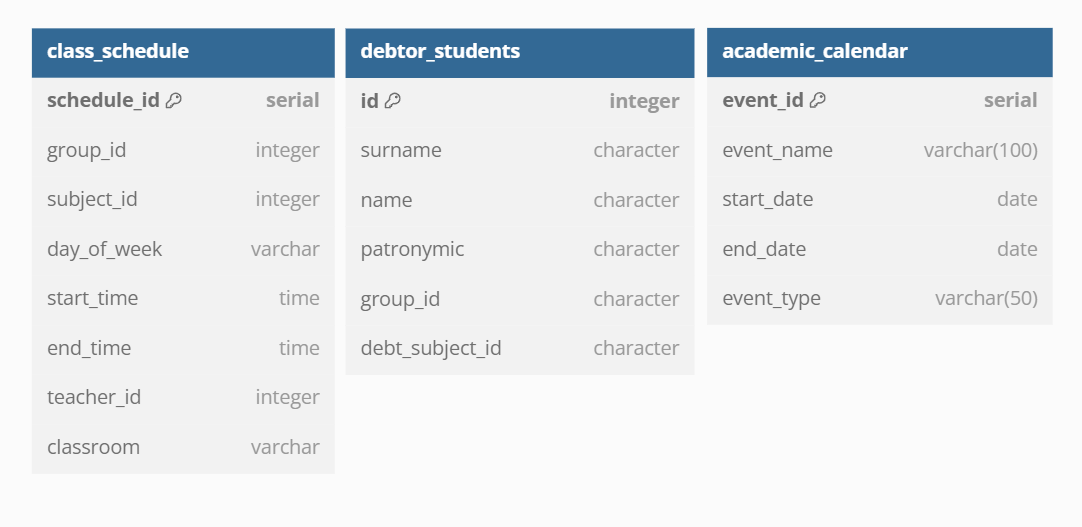 class_schedule
schedule_id serial
group_id integer
subject_id integer
day_of_week varchar
start_time time
end_time time
teacher_id integer
classroom varchar
debtor_students
id integer
surname character
name character
patronymic character
group_id character
debt_subject_id character
academic_calendar
event_id serial
event_name varchar(100)
start_date date
end_date date
event_type varchar(50)